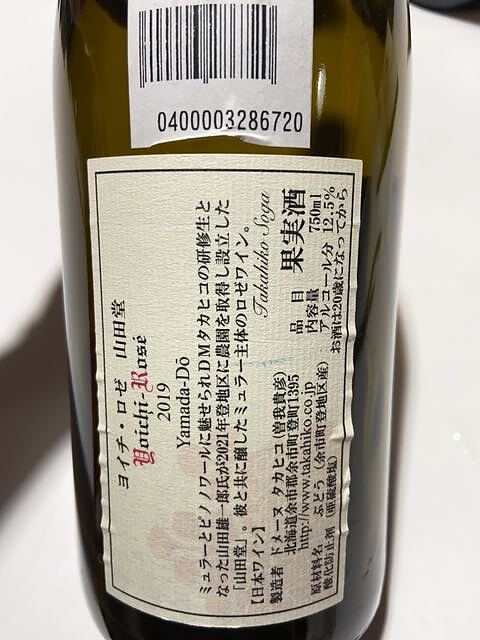 0400003286720
ヨイチ・ロゼ 山田堂
Yoichi-Rosé
2019
Yamada-Dō
ミュラーとピノノワールに魅せられDMタカヒコの研修生と
なった山田雄一郎氏が2021年登地区に農園を取得し設立した
「山田堂」。彼と共に醸したミュラー主体のロゼワイン。
Takahiko Soga
【日本ワイン】
製造者 ドメーヌ タカヒコ(曽我貴彦)
北海道余市郡余市町登町1395
http://www.takahiko.co.jp
原材料名 ぶどう(余市町登地区産)
酸化防止剤(亜硫酸塩)
品目 果実酒
内容量 750ml
アルコール分 12.5%
お酒は20歳になってから